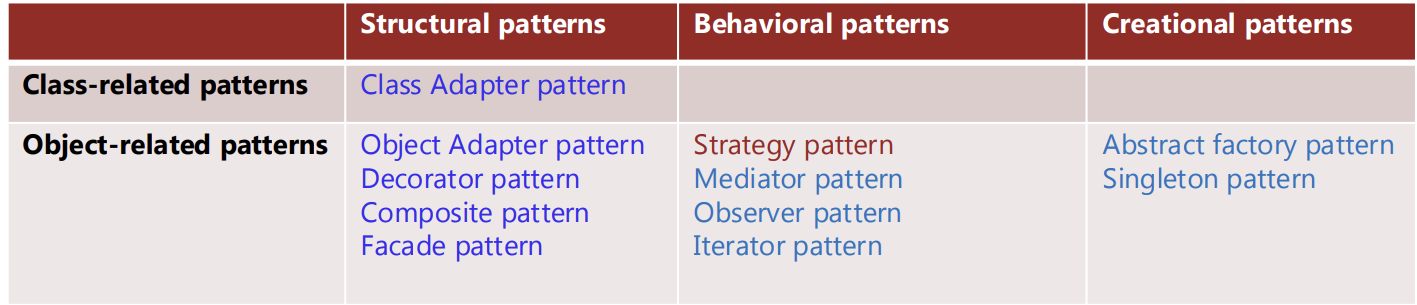 Structural patterns Behavioral patterns Creational patterns
Class-related patterns Class Adapter pattern
Object-related patterns Object Adapter pattern Strategy pattern Abstract factory pattern
Decorator pattern Mediator pattern Singleton pattern
Composite pattern Observer pattern
Facade pattern Iterator pattern